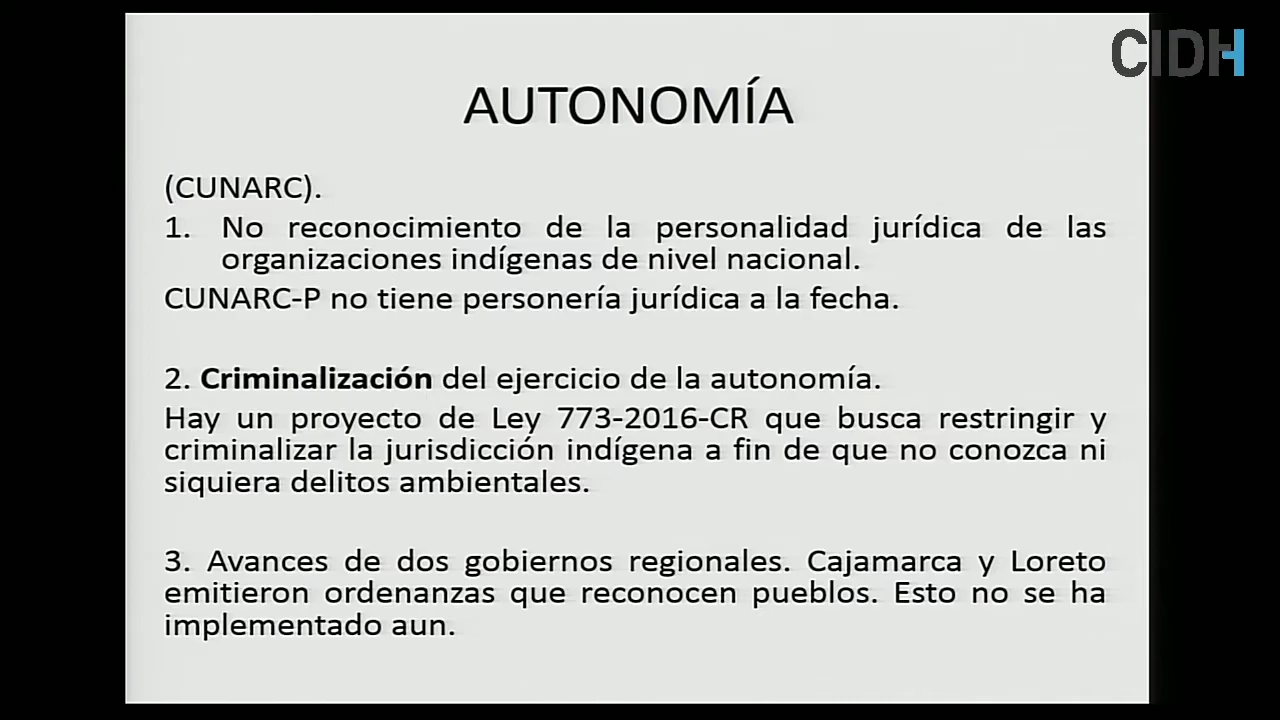 CIDH
AUTONOMÍA
(CUNARC).
1. No reconocimiento de la personalidad jurídica de las
organizaciones indígenas de nivel nacional.
CUNARC-P no tiene personería jurídica a la fecha.
2. Criminalización del ejercicio de la autonomía.
Hay un proyecto de Ley 773-2016-CR que busca restringir y
criminalizar la jurisdicción indígena a fin de que no conozca ni
siquiera delitos ambientales.
3. Avances de dos gobiernos regionales. Cajamarca y Loreto
emitieron ordenanzas que reconocen pueblos. Esto no se ha
implementado aun.